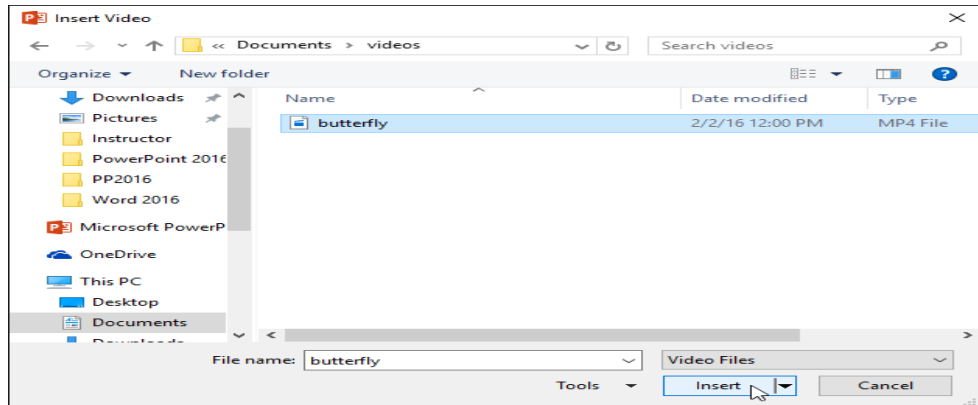 Insert Video
« Documents > videos
Search videos
Organize
New folder
Downloads
Pictures
Instructor
PowerPoint 2016
PP2016
Word 2016
Microsoft PowerP
OneDrive
This PC
Desktop
Documents
Name
Date modified
Type
butterfly
2/2/16 12:00 PM
MP4 File
File name:
butterfly
Video Files
Tools
Insert
Cancel